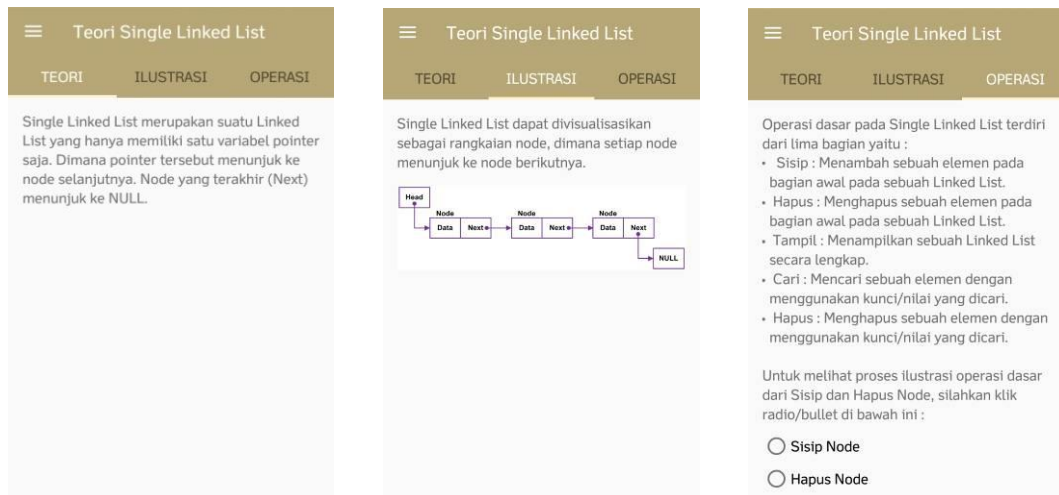 Teori Single Linked List
TEORI ILUSTRASI OPERASI
Single Linked List merupakan suatu Linked
List yang hanya memiliki satu variabel pointer
saja. Dimana pointer tersebut menunjuk ke
node selanjutnya. Node yang terakhir (Next)
menunjuk ke NULL.
Teori Single Linked List
TEORI ILUSTRASI OPERASI
Single Linked List dapat divisualisasikan
sebagai rangkaian node, dimana setiap node
menunjuk ke node berikutnya.
Head
Node Node Node
Data Next Data Next Data Next
NULL
Teori Single Linked List
TEORI ILUSTRASI OPERASI
Operasi dasar pada Single Linked List terdiri
dari lima bagian yaitu :
• Sisip : Menambah sebuah elemen pada
bagian awal pada sebuah Linked List.
• Hapus : Menghapus sebuah elemen pada
bagian awal pada sebuah Linked List.
• Tampil : Menampilkan sebuah Linked List
secara lengkap.
• Cari : Mencari sebuah elemen dengan
menggunakan kunci/nilai yang dicari.
• Hapus : Menghapus sebuah elemen dengan
menggunakan kunci/nilai yang dicari.
Untuk melihat proses ilustrasi operasi dasar
dari Sisip dan Hapus Node, silahkan klik
radio/bullet di bawah ini :
Sisip Node
Hapus Node